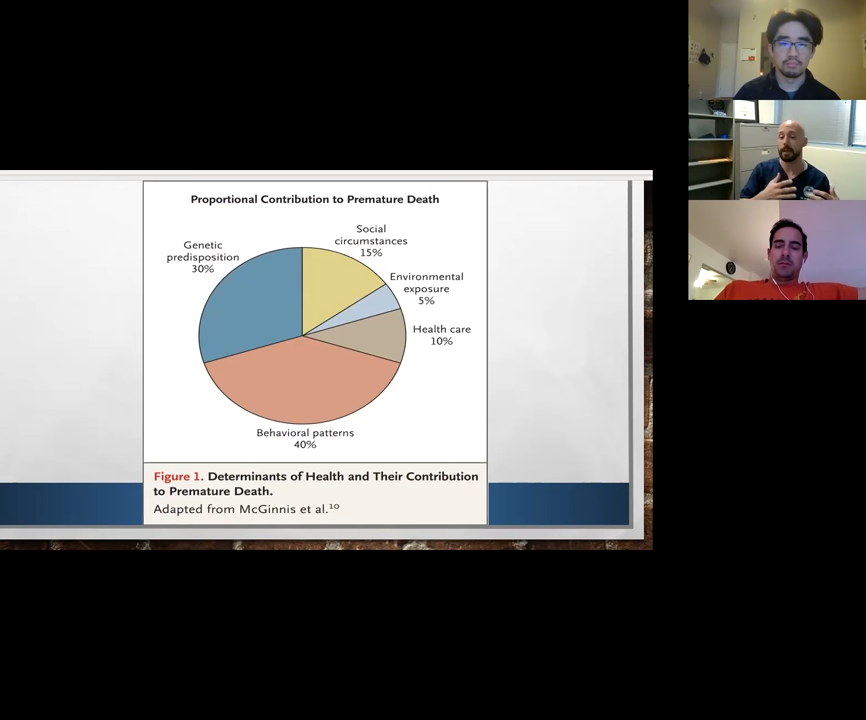 Proportional Contribution to Premature Death
Social
circumstances
15%
Genetic
predisposition
30%
Environmental
exposure
5%
Health care
10%
Behavioral patterns
40%
Figure 1. Determinants of Health and Their Contribution
to Premature Death.
Adapted from McGinnis et al.¹⁰